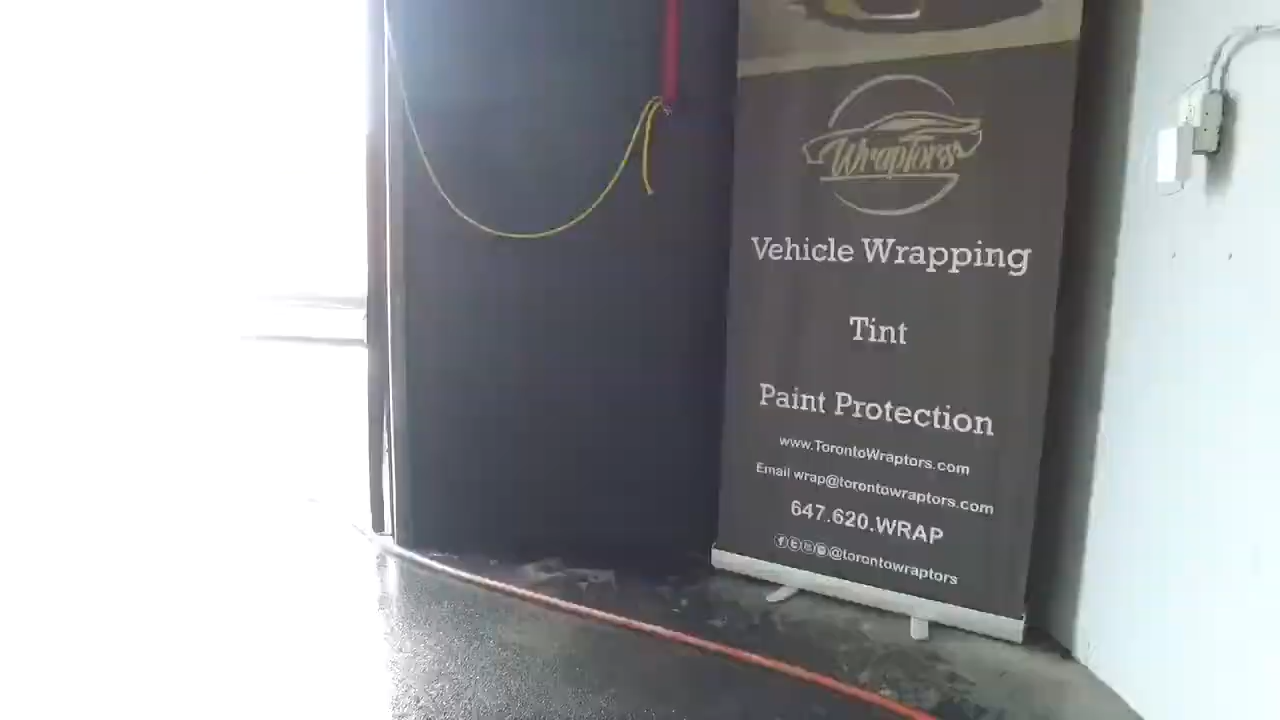 Wraptors
Vehicle Wrapping
Tint
Paint Protection
www.TorontoWraptors.com
Email wrap@torontowraptors.com
647.620.WRAP
@torontowraptors